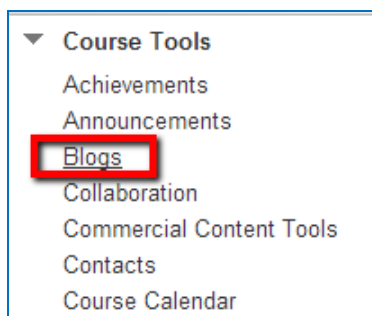 Course Tools
Achievements
Announcements
Blogs
Collaboration
Commercial Content Tools
Contacts
Course Calendar